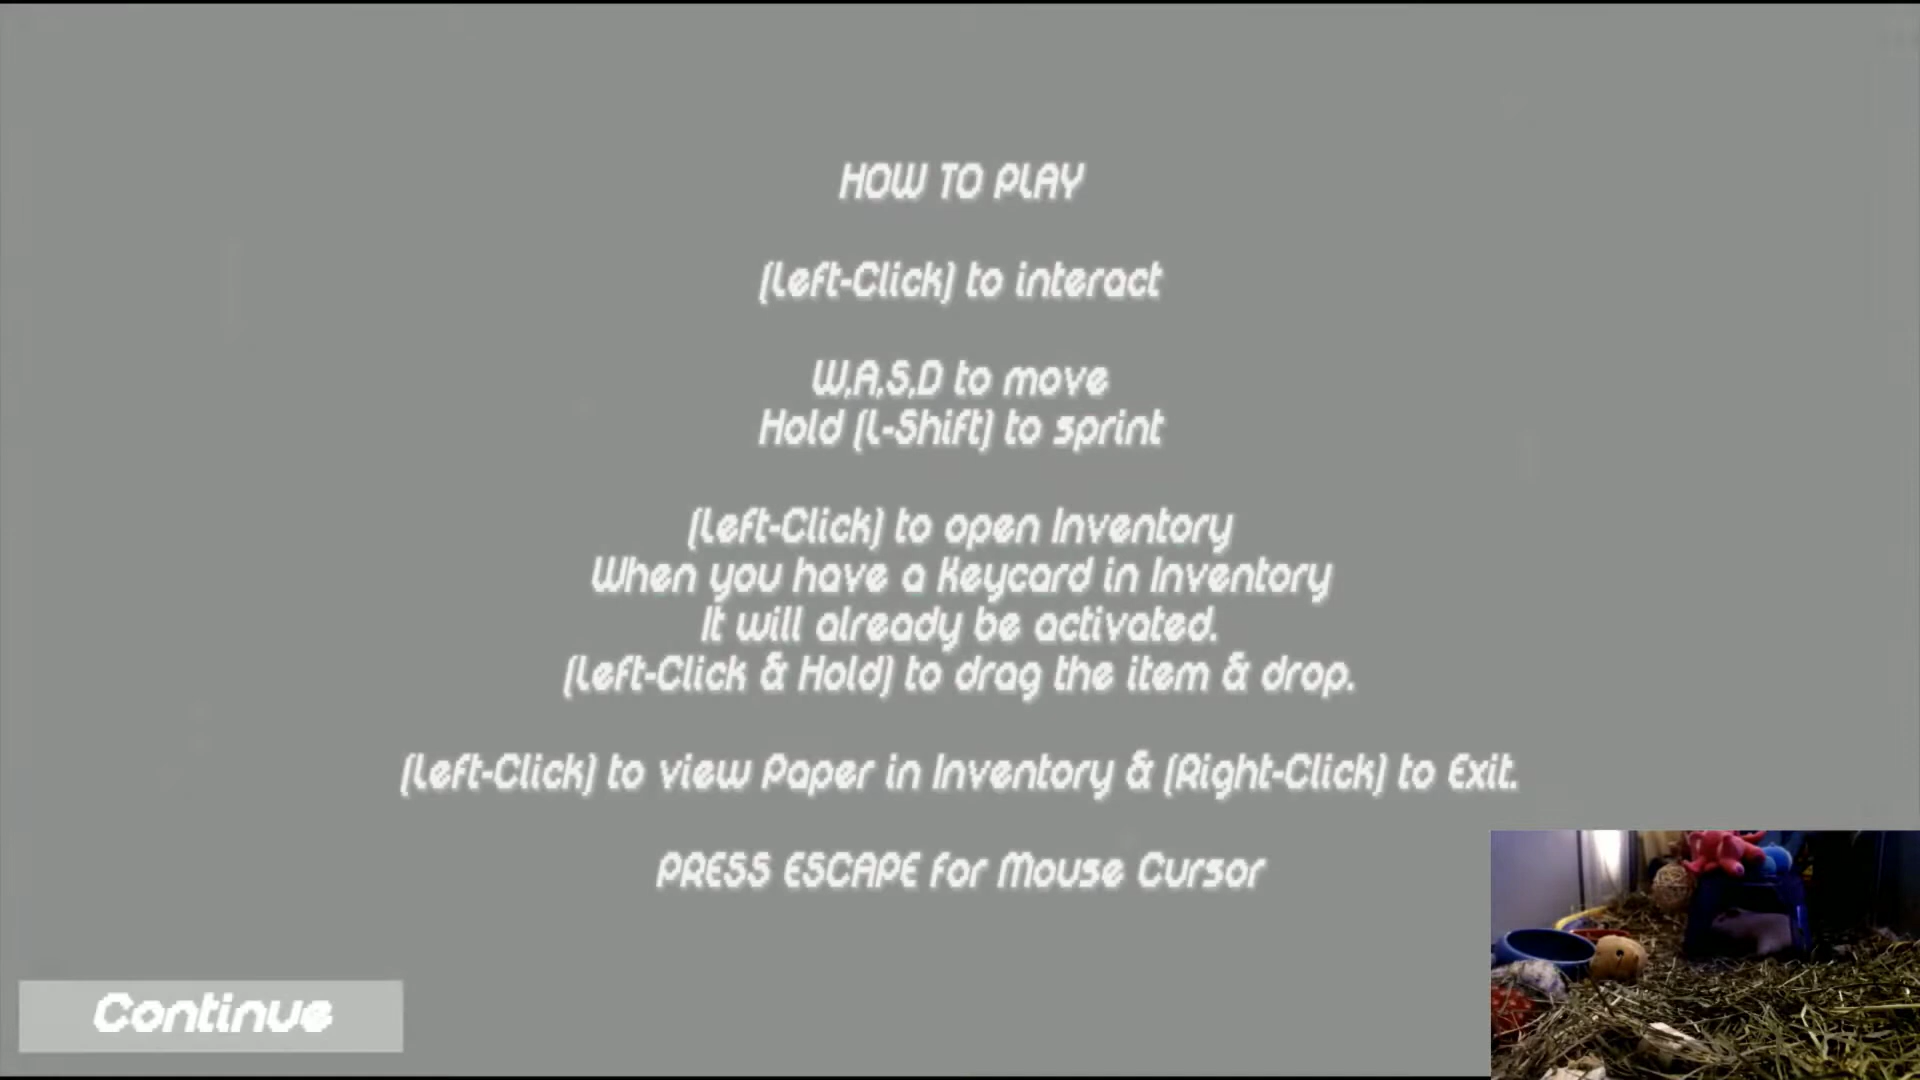 HOW TO PLAY
(Left-Click) to interact
W,A,S,D to move
Hold (L-Shift) to sprint
(Left-Click) to open Inventory
When you have a Keycard in Inventory
It will already be activated.
(Left-Click & Hold) to drag the item & drop.
(Left-Click) to view Paper in Inventory & (Right-Click) to Exit.
PRESS ESCAPE for Mouse Cursor
Continue